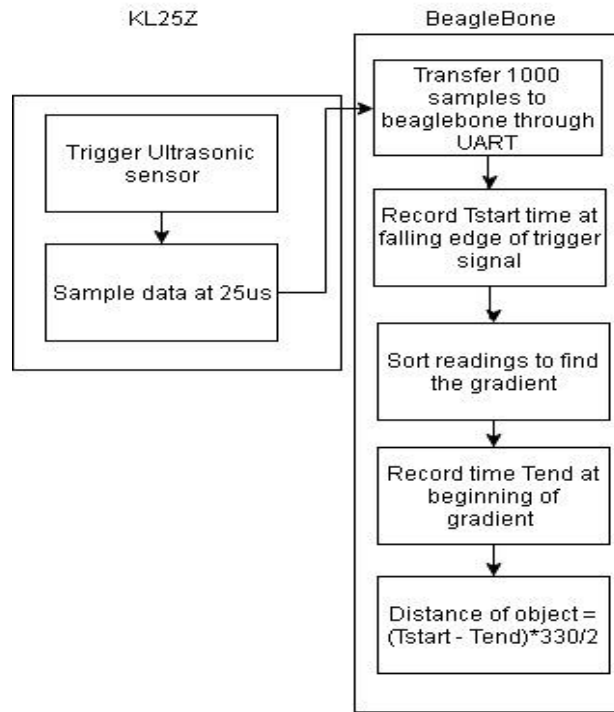 KL25Z
Trigger Ultrasonic
sensor
Sample data at 25us
BeagleBone
Transfer 1000
samples to
beaglebone through
UART
Record Tstart time at
falling edge of trigger
signal
Sort readings to find
the gradient
Record time Tend at
beginning of
gradient
Distance of object =
(Tstart - Tend)*330/2